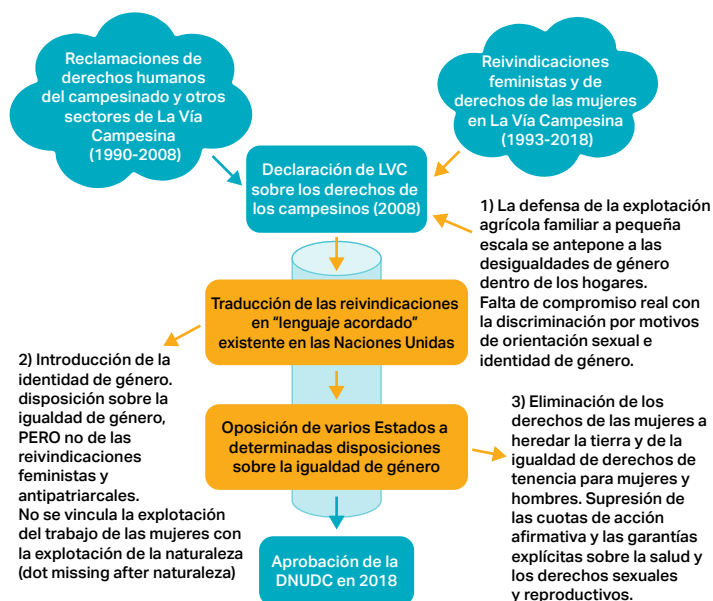 Reclamaciones de
derechos humanos
del campesinado y otros
sectores de La Vía
Campesina
(1990-2008)
Reivindicaciones
feministas y de
derechos de las mujeres
en La Vía Campesina
(1993-2018)
Declaración de LVC
sobre los derechos de
los campesinos (2008)
1) La defensa de la explotación
agrícola familiar a pequeña
escala se antepone a las
desigualdades de género
dentro de los hogares.
Falta de compromiso real con
la discriminación por motivos
de orientación sexual e
identidad de género.
Traducción de las reivindicaciones
en “lenguaje acordado”
existente en las Naciones Unidas
2) Introducción de la
identidad de género.
disposición sobre la
igualdad de género,
PERO no de las
reivindicaciones
feministas y
antipatriarcales.
No se vincula la explotación
del trabajo de las mujeres con
la explotación de la naturaleza
(dot missing after naturaleza)
Oposición de varios Estados a
determinadas disposiciones
sobre la igualdad de género
3) Eliminación de los
derechos de las mujeres a
heredar la tierra y de la
igualdad de derechos de
tenencia para mujeres y
hombres. Supresión de
las cuotas de acción
afirmativa y las garantías
explícitas sobre la salud y
los derechos sexuales
y reproductivos.
Aprobación de la
DNUDC en 2018